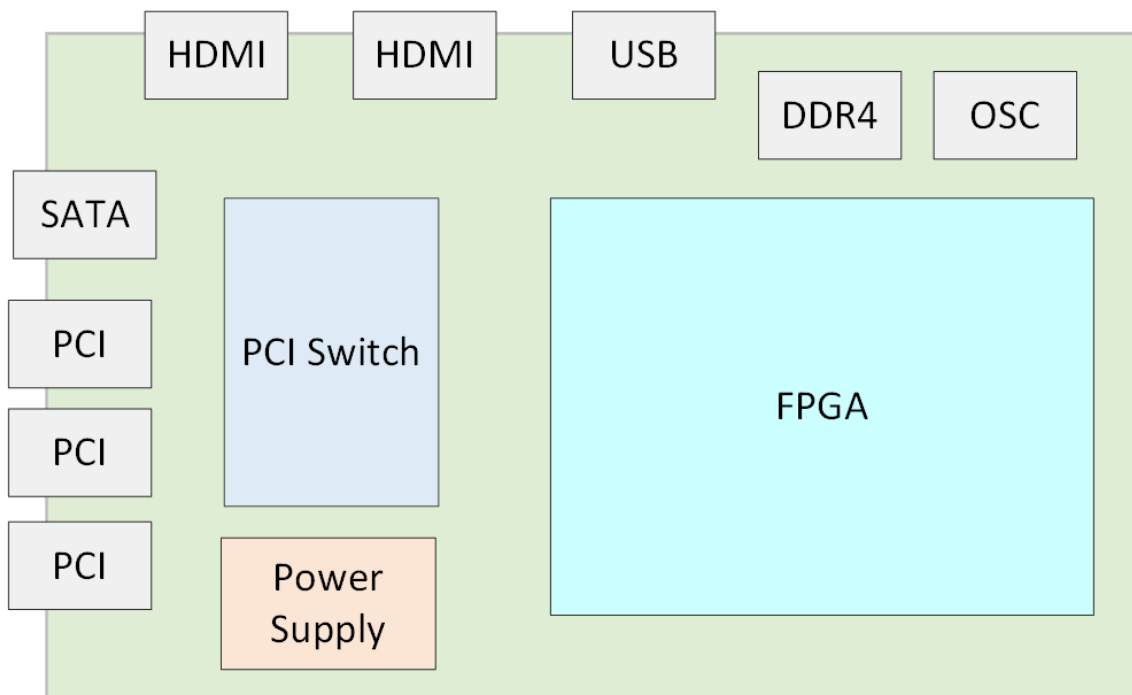 HDMI
HDMI
USB
DDR4
OSC
SATA
PCI
PCI
PCI
PCI Switch
Power
Supply
FPGA